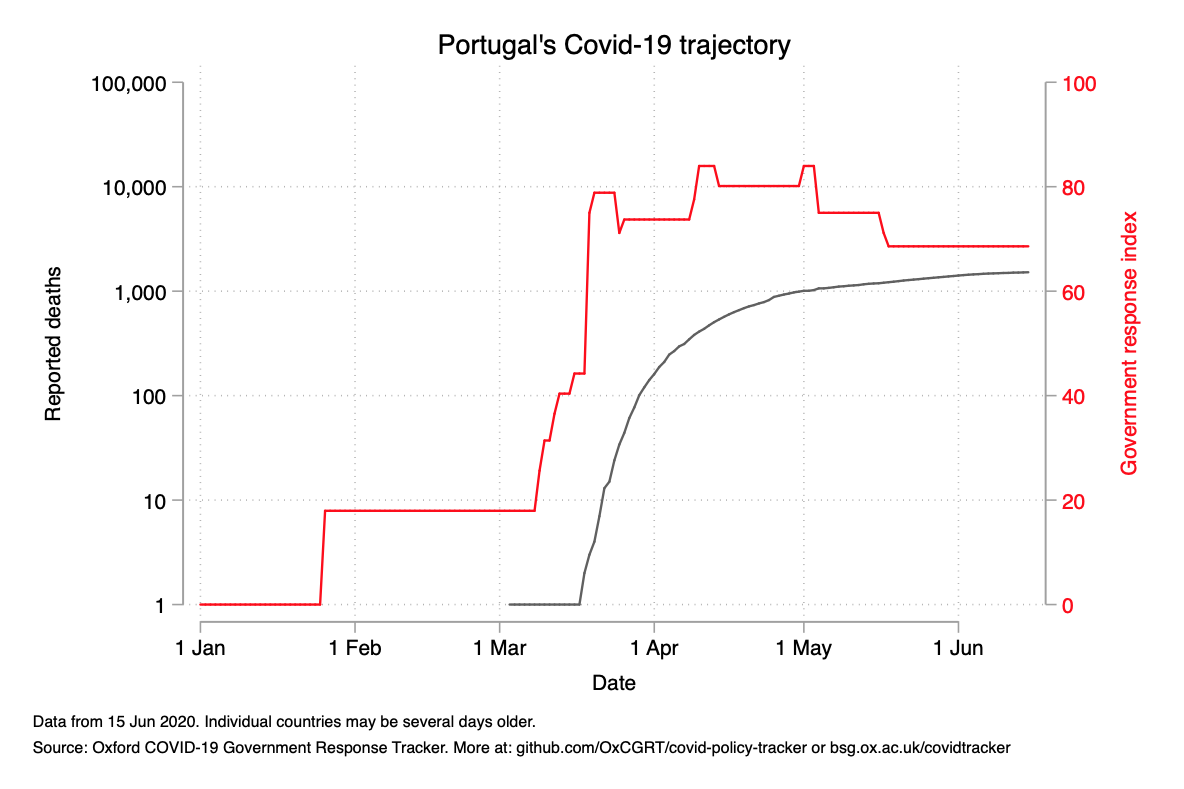 Portugal's Covid-19 trajectory
100,000
10,000
1,000
100
10
1
Reported deaths
100
80
60
40
20
0
Government response index
1 Jan 1 Feb 1 Mar 1 Apr 1 May 1 Jun
Date
Data from 15 Jun 2020. Individual countries may be several days older.
Source: Oxford COVID-19 Government Response Tracker. More at: github.com/OxCGRT/covid-policy-tracker or bsg.ox.ac.uk/covidtracker